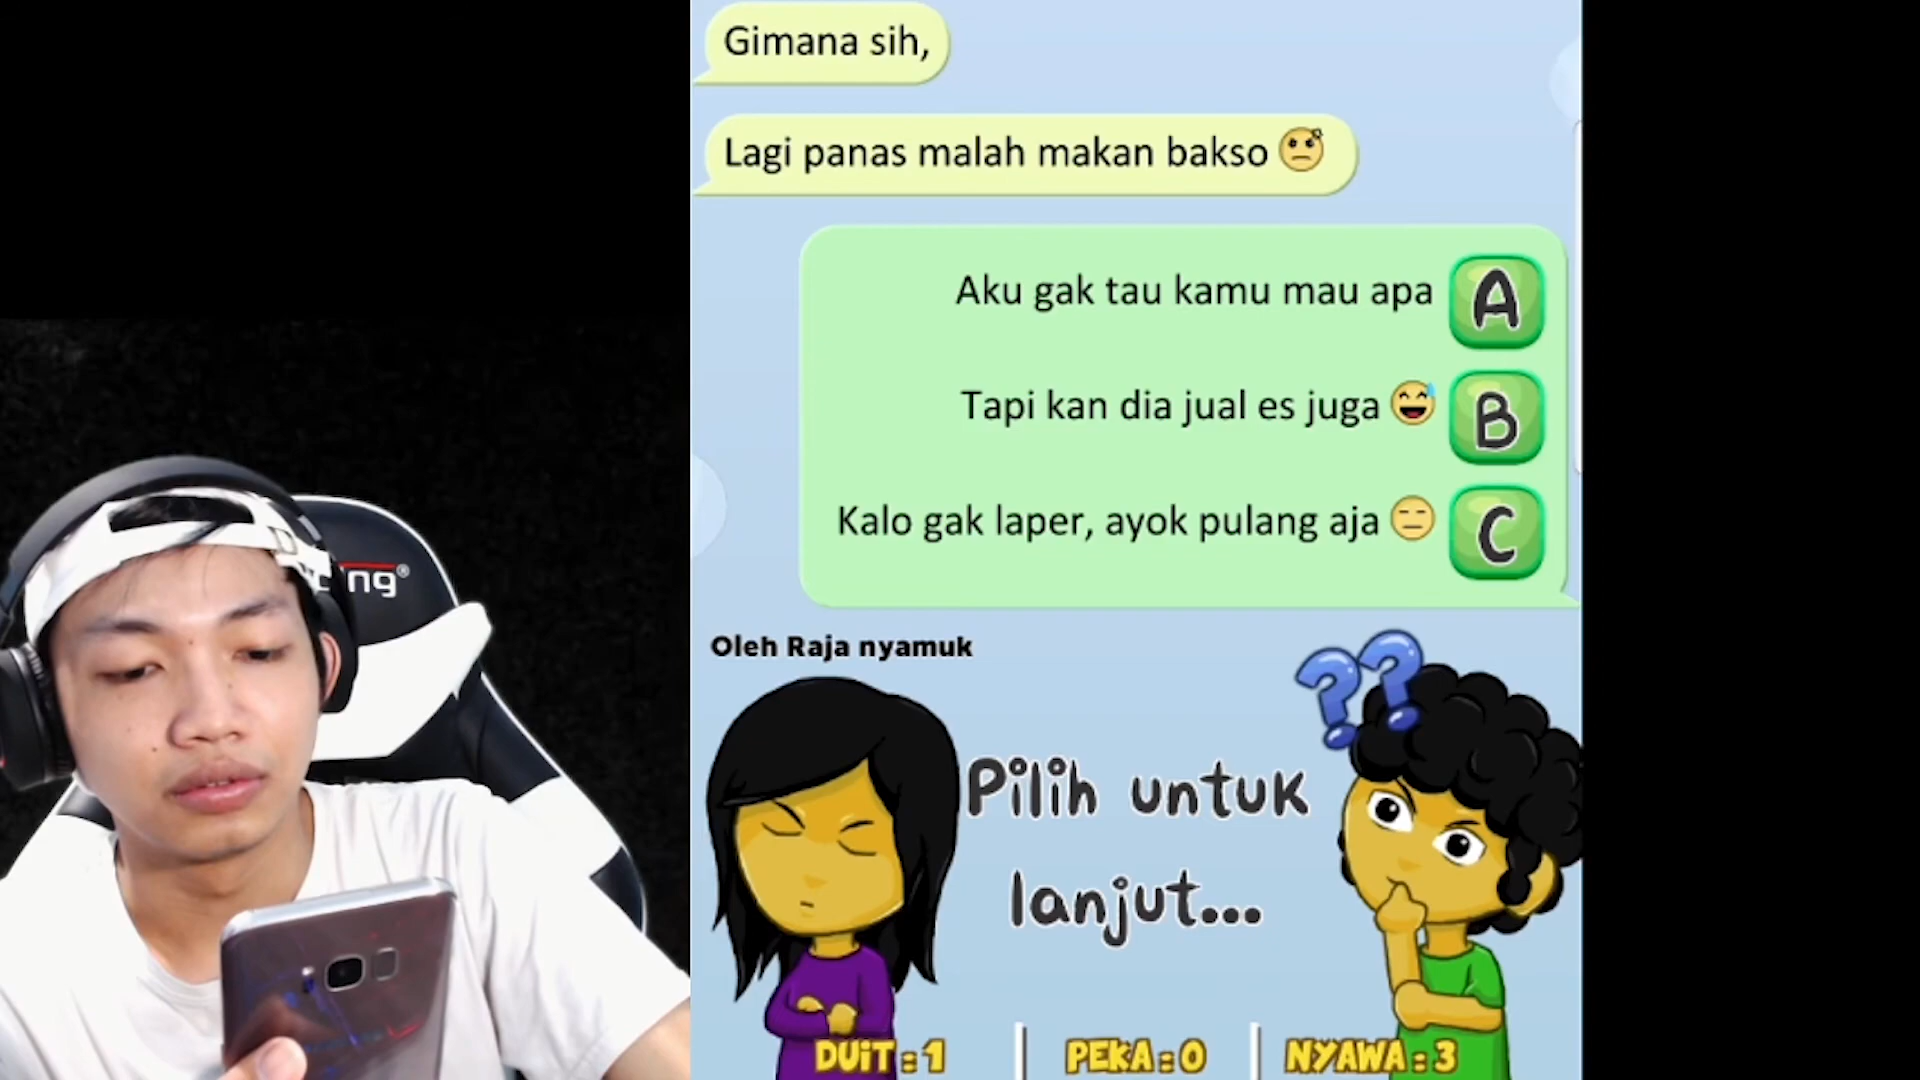 Gimana sih,
Lagi panas malah makan bakso
Aku gak tau kamu mau apa A
Tapi kan dia jual es juga B
Kalo gak laper, ayok pulang aja C
Oleh Raja nyamuk
??
Pilih untuk
lanjut...
DUiT : 1 | PEKA : 0 | NYAWA : 3
ing®